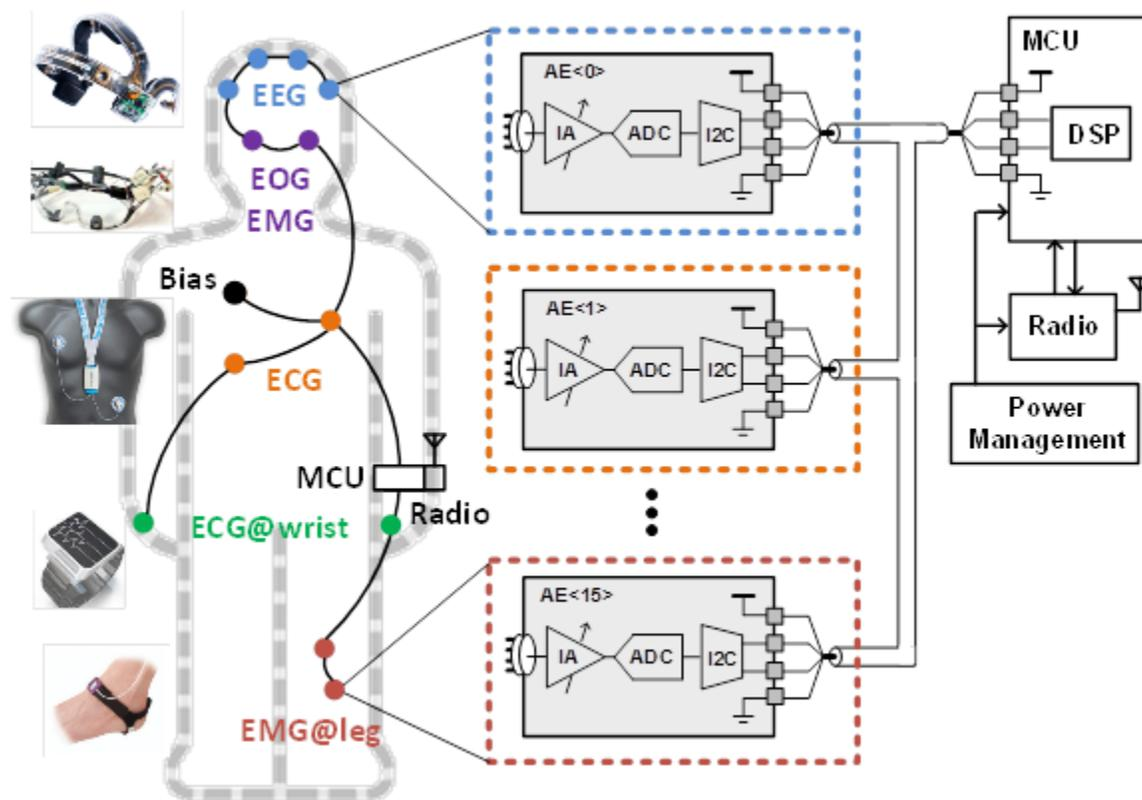 EEG
EOG
EMG
Bias
ECG
MCU
Radio
ECG@wrist
EMG@leg
AE<0>
IA
ADC
I2C
AE<1>
IA
ADC
I2C
AE<15>
IA
ADC
I2C
MCU
DSP
Radio
Power
Management